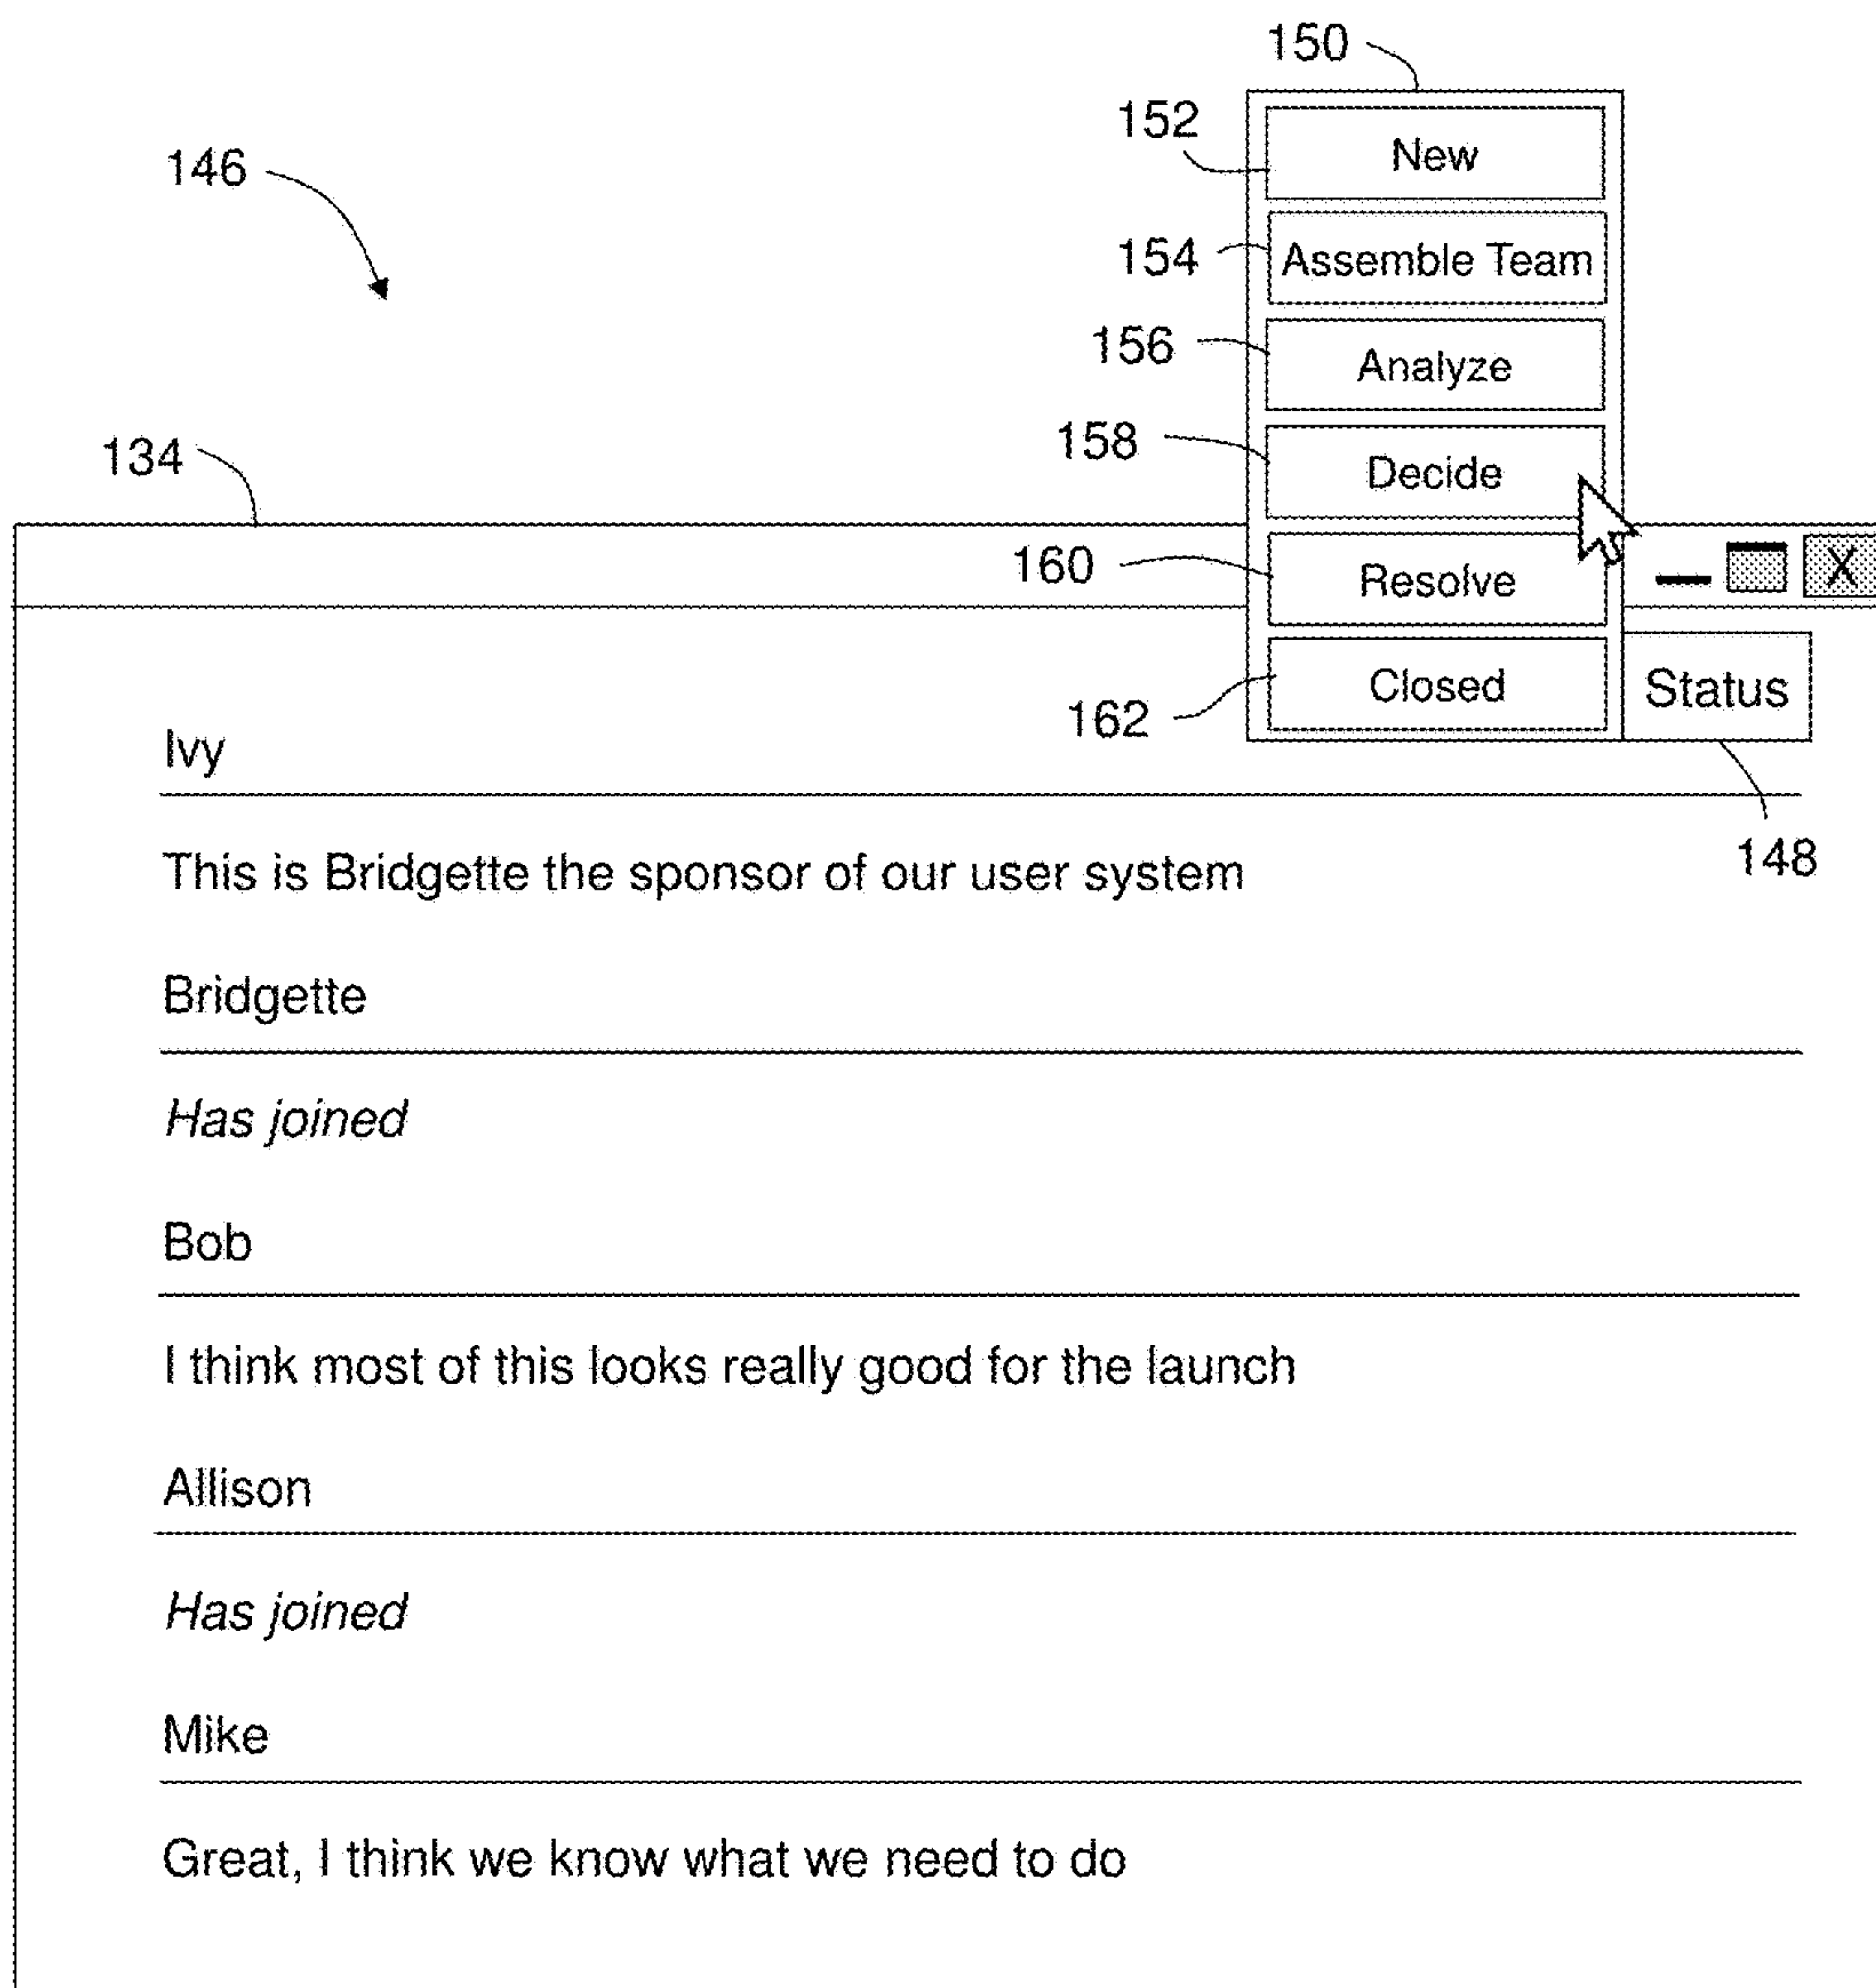 150
152
New
146
154
Assemble Team
156
Analyze
158
Decide
134
160
Resolve
X
162
Closed
Status
148
Ivy
This is Bridgette the sponsor of our user system
Bridgette
Has joined
Bob
I think most of this looks really good for the launch
Allison
Has joined
Mike
Great, I think we know what we need to do